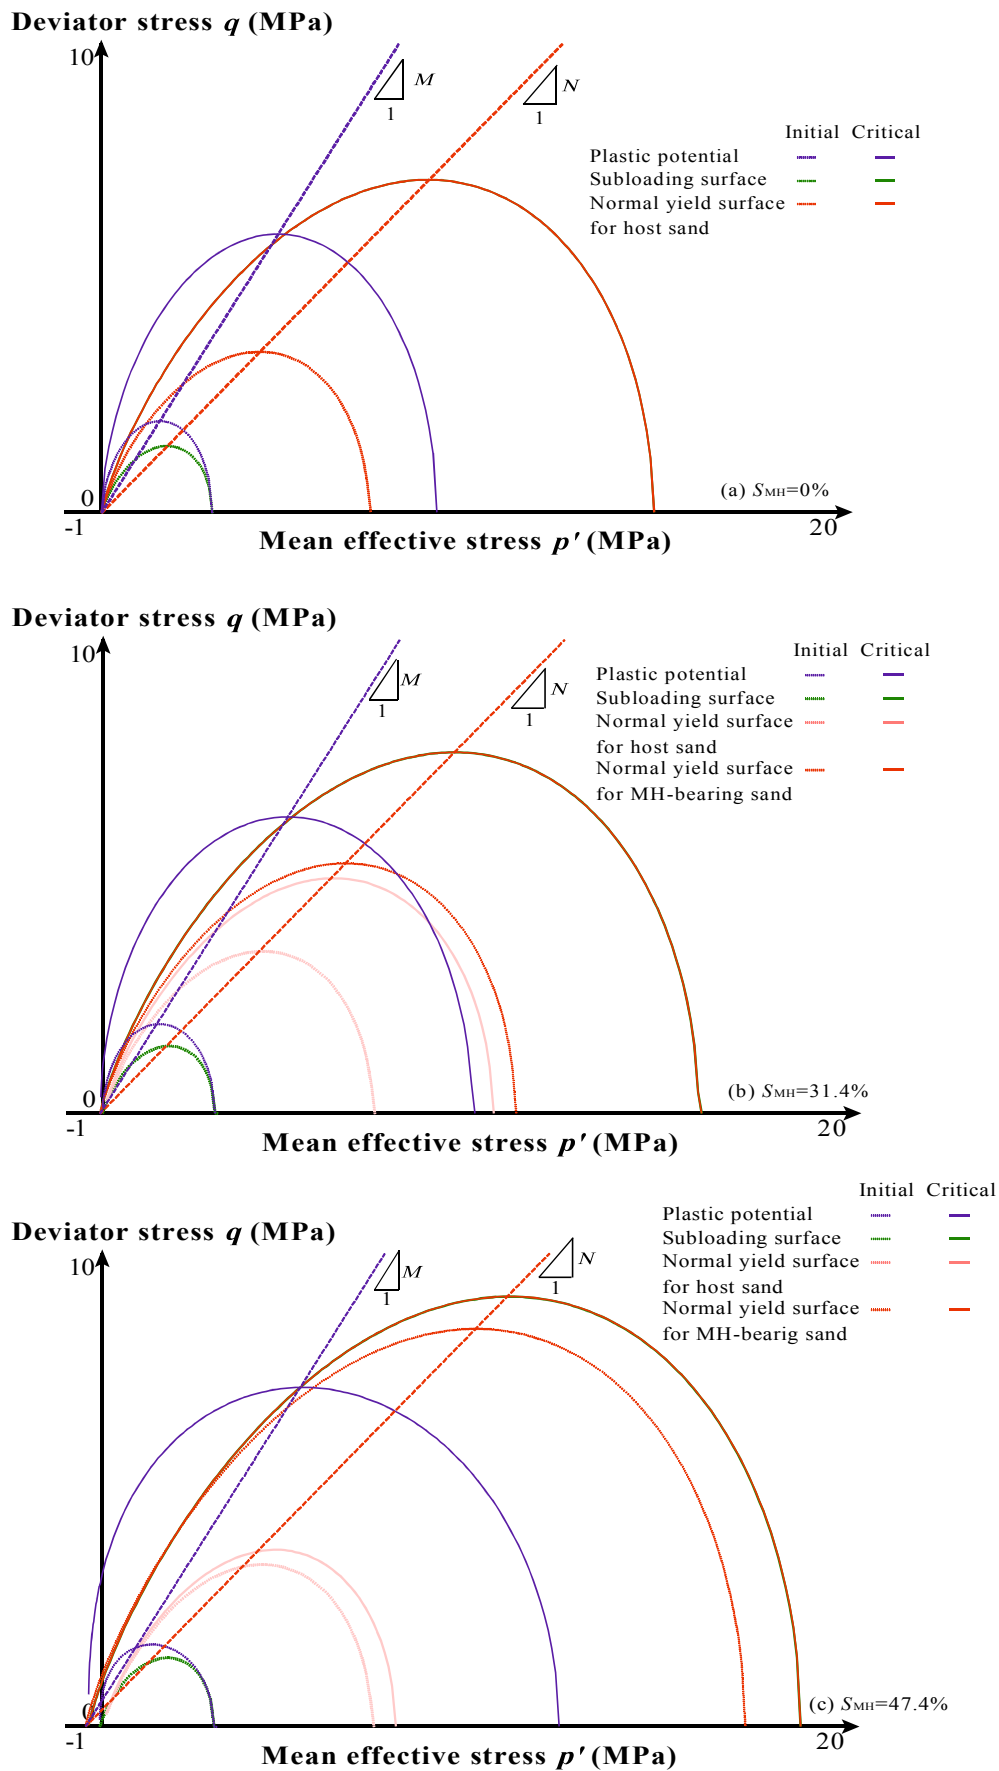 Deviator stress q (MPa)
10
M
1
N
1
Initial Critical
Plastic potential
Subloading surface
Normal yield surface
for host sand
0
(a) SMH=0%
-1
20
Mean effective stress p′ (MPa)
Deviator stress q (MPa)
10
M
1
N
1
Initial Critical
Plastic potential
Subloading surface
Normal yield surface
for host sand
Normal yield surface
for MH-bearing sand
0
(b) SMH=31.4%
-1
20
Mean effective stress p′ (MPa)
Initial Critical
Plastic potential
Subloading surface
Normal yield surface
for host sand
Normal yield surface
for MH-bearig sand
Deviator stress q (MPa)
10
M
1
N
1
0
(c) SMH=47.4%
-1
20
Mean effective stress p′ (MPa)